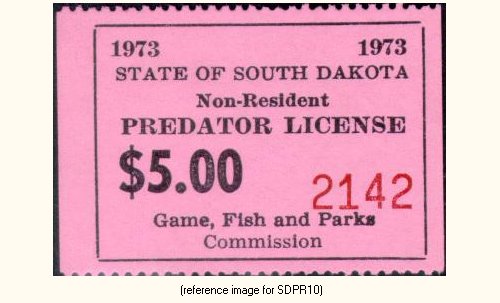 1973 1973
STATE OF SOUTH DAKOTA
Non-Resident
PREDATOR LICENSE
$5.00
2142
Game, Fish and Parks
Commission
(reference image for SDPR10)